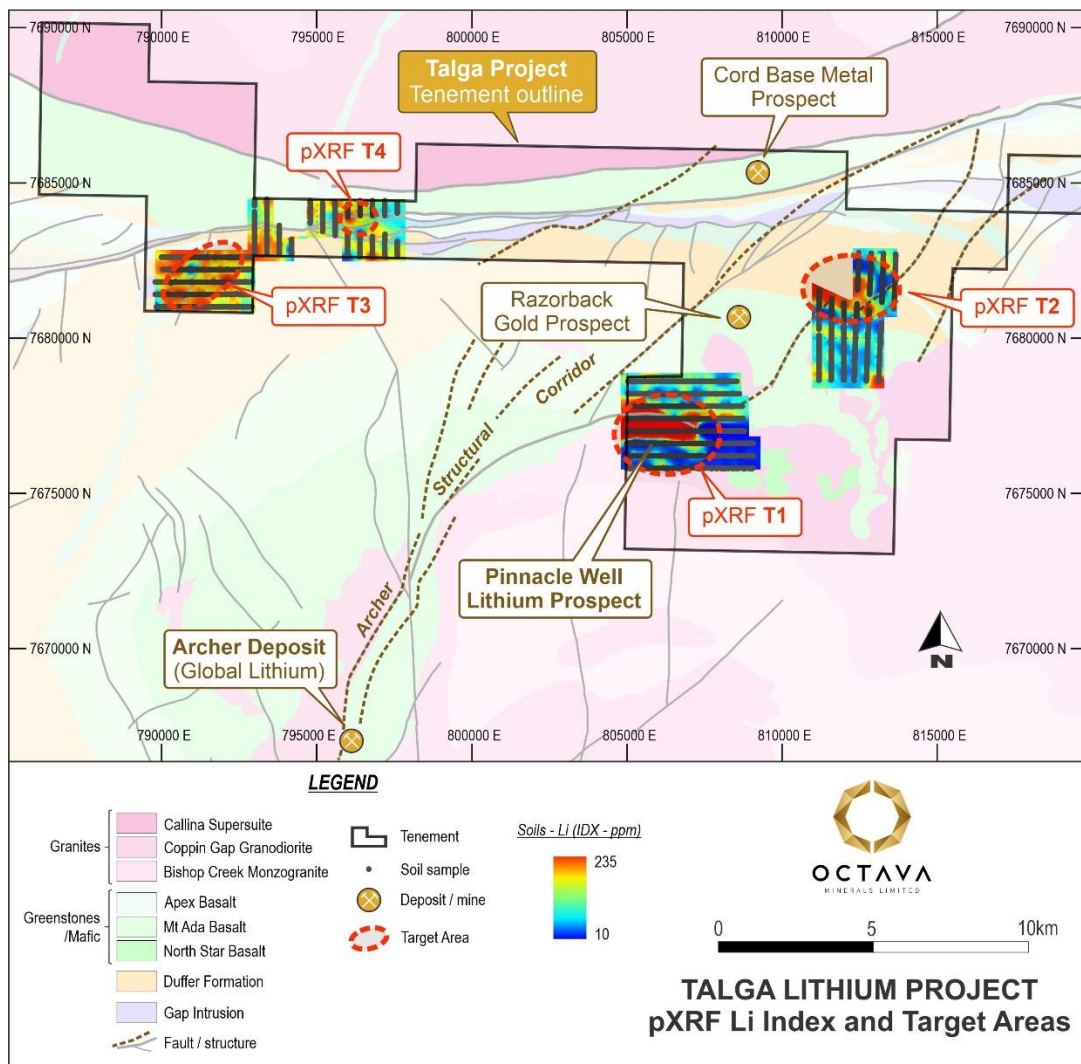 7690000 N
790000 E
795000 E
800000 E
805000 E
810000 E
815000 E
7690000 N
Talga Project
Tenement outline
Cord Base Metal
Prospect
pXRF T4
7685000 N
7685000 N
pXRF T3
Razorback
Gold Prospect
pXRF T2
7680000 N
7680000 N
Corridor
Structural
Archer
7675000 N
7675000 N
pXRF T1
Pinnacle Well
Lithium Prospect
Archer Deposit
(Global Lithium)
7670000 N
7670000 N
N
790000 E
795000 E
800000 E
805000 E
810000 E
815000 E
LEGEND
Granites
Callina Supersuite
Coppin Gap Granodiorite
Bishop Creek Monzogranite
Greenstones
/Mafic
Apex Basalt
Mt Ada Basalt
North Star Basalt
Duffer Formation
Gap Intrusion
Fault / structure
Tenement
Soil sample
Deposit / mine
Target Area
Soils - Li (IDX - ppm)
235
10
OCTAVA
MINERALS LIMITED
0 5 10km
TALGA LITHIUM PROJECT
pXRF Li Index and Target Areas